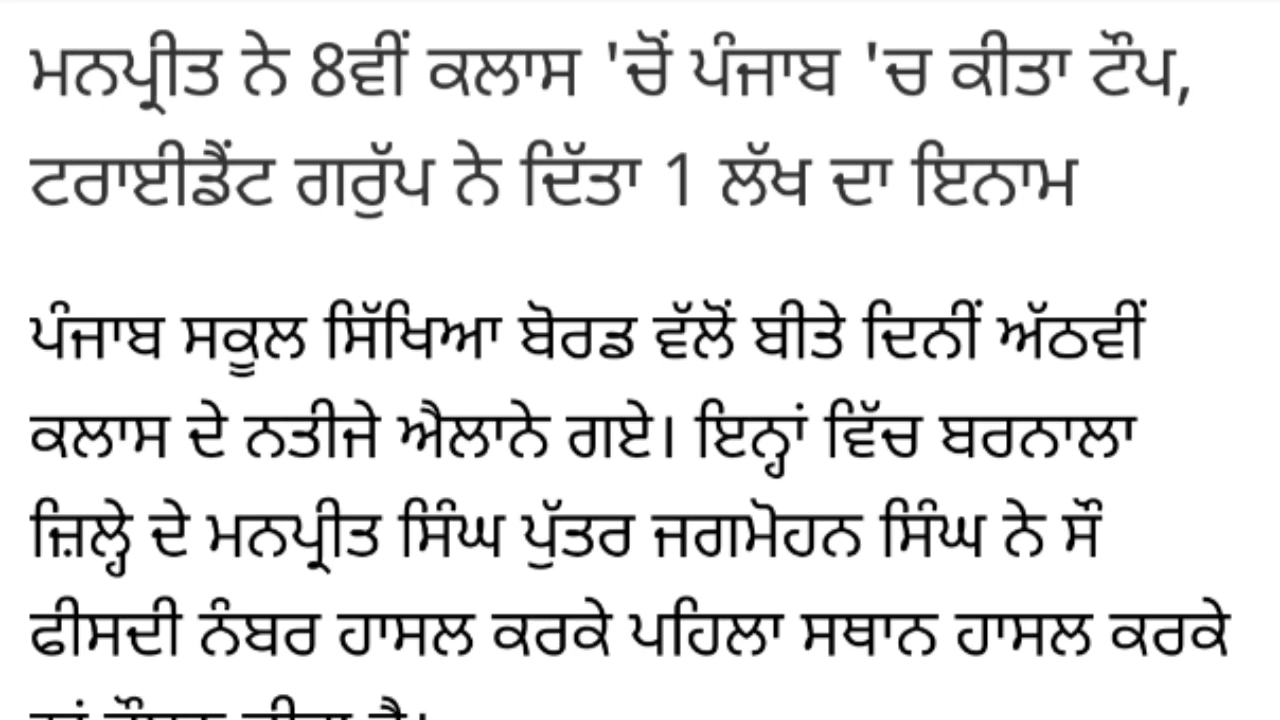 ਮਨਪ੍ਰੀਤ ਨੇ 8ਵੀਂ ਕਲਾਸ 'ਚੋਂ ਪੰਜਾਬ 'ਚ ਕੀਤਾ ਟੌਪ,
ਟਰਾਈਡੈਂਟ ਗਰੁੱਪ ਨੇ ਦਿੱਤਾ 1 ਲੱਖ ਦਾ ਇਨਾਮ
ਪੰਜਾਬ ਸਕੂਲ ਸਿੱਖਿਆ ਬੋਰਡ ਵੱਲੋਂ ਬੀਤੇ ਦਿਨੀਂ ਅੱਠਵੀਂ
ਕਲਾਸ ਦੇ ਨਤੀਜੇ ਐਲਾਨੇ ਗਏ। ਇਨ੍ਹਾਂ ਵਿੱਚ ਬਰਨਾਲਾ
ਜ਼ਿਲ੍ਹੇ ਦੇ ਮਨਪ੍ਰੀਤ ਸਿੰਘ ਪੁੱਤਰ ਜਗਮੋਹਨ ਸਿੰਘ ਨੇ ਸੌ
ਫੀਸਦੀ ਨੰਬਰ ਹਾਸਲ ਕਰਕੇ ਪਹਿਲਾ ਸਥਾਨ ਹਾਸਲ ਕਰਕੇ